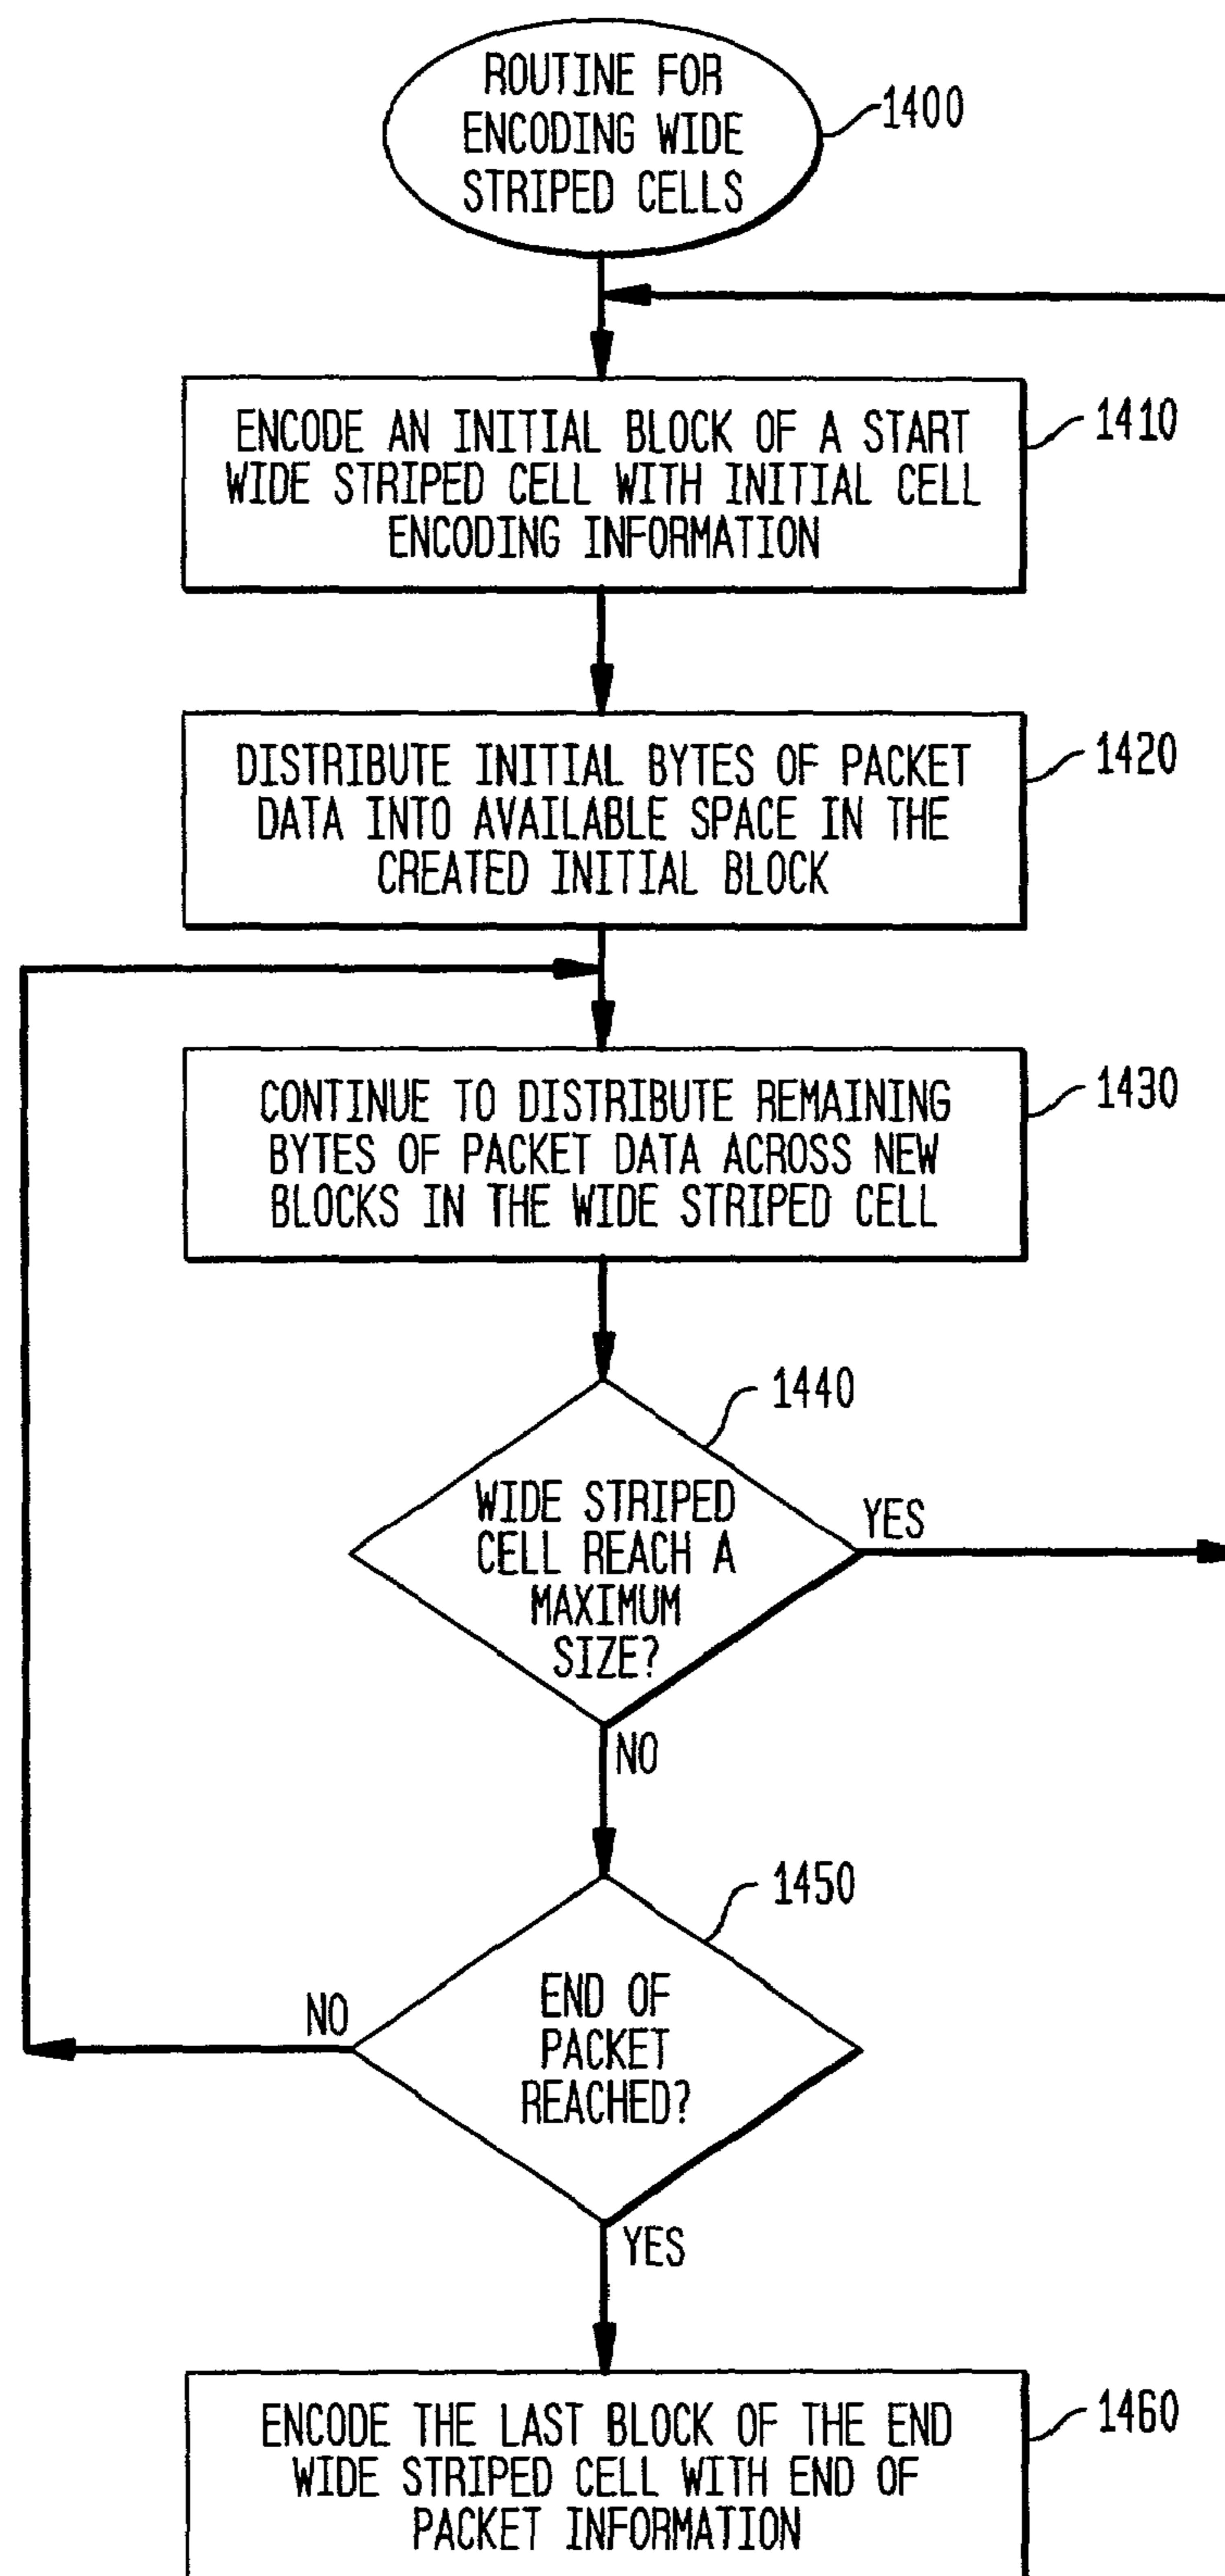 ROUTINE FOR
ENCODING WIDE
STRIPED CELLS
1400
ENCODE AN INITIAL BLOCK OF A START
WIDE STRIPED CELL WITH INITIAL CELL
ENCODING INFORMATION
1410
DISTRIBUTE INITIAL BYTES OF PACKET
DATA INTO AVAILABLE SPACE IN THE
CREATED INITIAL BLOCK
1420
CONTINUE TO DISTRIBUTE REMAINING
BYTES OF PACKET DATA ACROSS NEW
BLOCKS IN THE WIDE STRIPED CELL
1430
1440
WIDE STRIPED
CELL REACH A
MAXIMUM
SIZE?
YES
NO
1450
END OF
PACKET
REACHED?
NO
YES
ENCODE THE LAST BLOCK OF THE END
WIDE STRIPED CELL WITH END OF
PACKET INFORMATION
1460